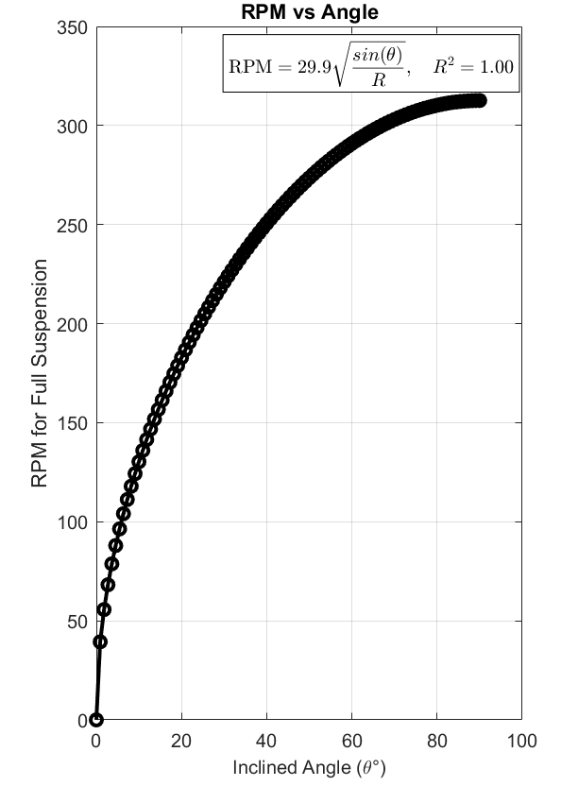 RPM vs Angle
RPM = 29.9√(sin(θ)/R), R² = 1.00
350
300
250
200
150
100
50
0
RPM for Full Suspension
0 20 40 60 80 100
Inclined Angle (θ°)